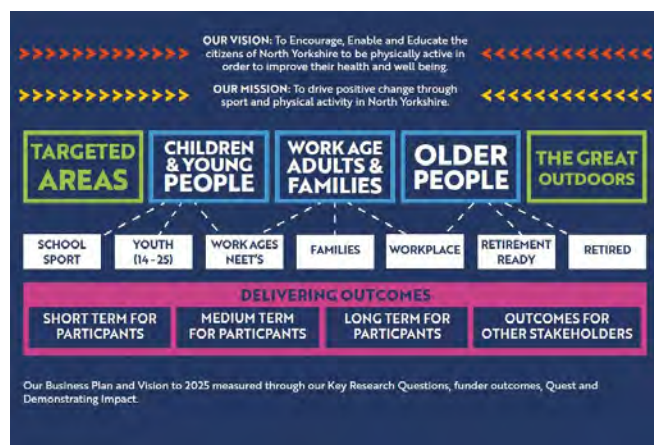 OUR VISION: To Encourage, Enable and Educate the
citizens of North Yorkshire to be physically active in
order to improve their health and well being.
OUR MISSION: To drive positive change through
sport and physical activity in North Yorkshire.
TARGETED
AREAS
CHILDREN
& YOUNG
PEOPLE
WORK AGE
ADULTS &
FAMILIES
OLDER
PEOPLE
THE GREAT
OUTDOORS
SCHOOL
SPORT
YOUTH
(14-25)
WORK AGES
NEET'S
FAMILIES
WORKPLACE
RETIREMENT
READY
RETIRED
DELIVERING OUTCOMES
SHORT TERM FOR
PARTICPANTS
MEDIUM TERM
FOR PARTICPANTS
LONG TERM FOR
PARTICPANTS
OUTCOMES FOR
OTHER STAKEHOLDERS
Our Business Plan and Vision to 2025 measured through our Key Research Questions, funder outcomes, Quest and
Demonstrating Impact.